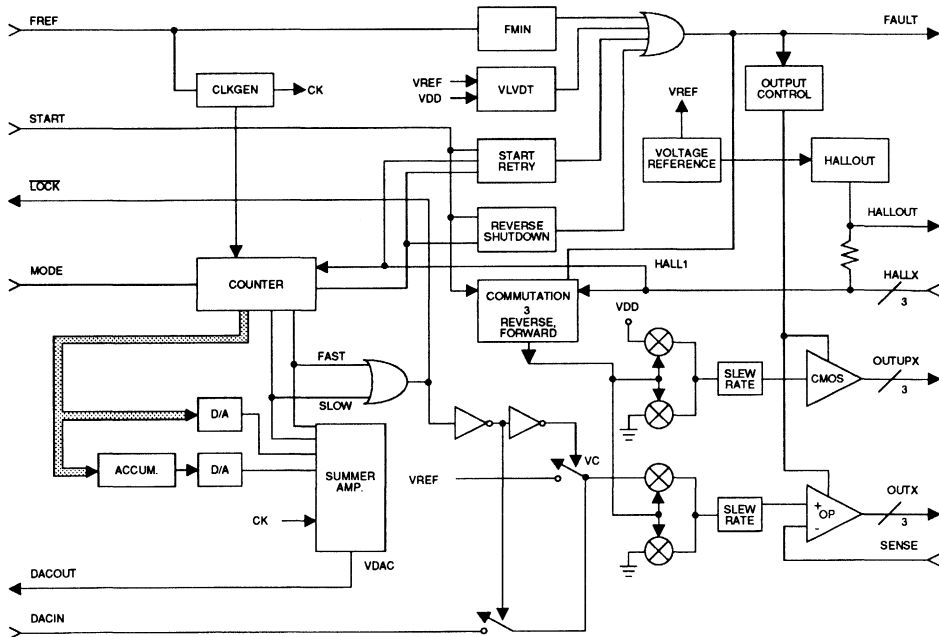 FREF
FMIN
FAULT
CLKGEN
CK
VREF
VDD
VLVDT
OUTPUT
CONTROL
START
VREF
START
RETRY
VOLTAGE
REFERENCE
HALLOUT
LOCK
REVERSE
SHUTDOWN
HALLOUT
MODE
COUNTER
HALL1
HALLX
3
COMMUTATION
3
REVERSE,
FORWARD
VDD
FAST
SLOW
SLEW
RATE
CMOS
OUTUPX
3
D/A
ACCUM.
D/A
SUMMER
AMP.
VREF
VC
CK
SLEW
RATE
+
-
OP
OUTX
3
SENSE
VDAC
DACOUT
DACIN